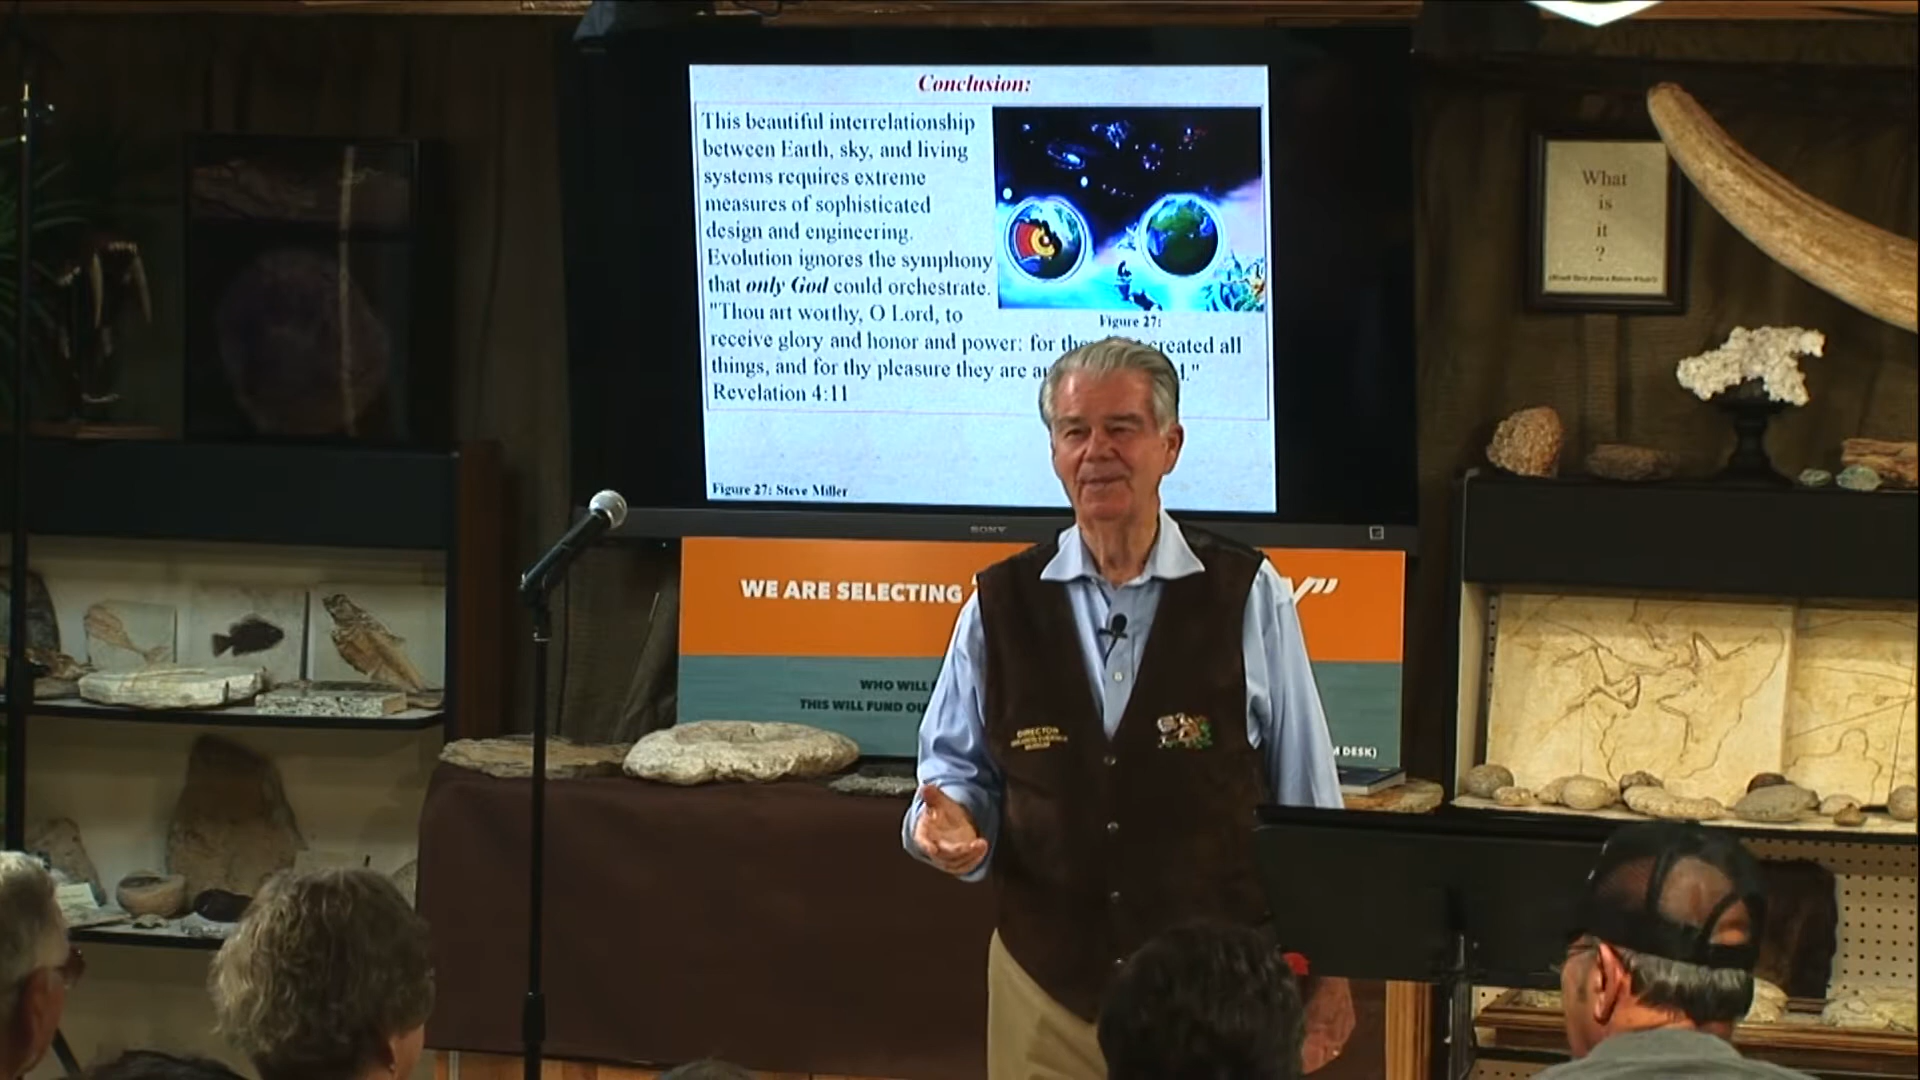 Conclusion:
This beautiful interrelationship
between Earth, sky, and living
systems requires extreme
measures of sophisticated
design and engineering.
Evolution ignores the symphony
that only God could orchestrate.
"Thou art worthy, O Lord, to
receive glory and honor and power: for created all
things, and for thy pleasure they are
Revelation 4:11
Figure 27:
Figure 27: Steve Miller
SONY
WE ARE SELECTING
WHO WILL
THIS WILL FUND
DESK)
What
is
it
?
DIRECTOR
MUSEUM